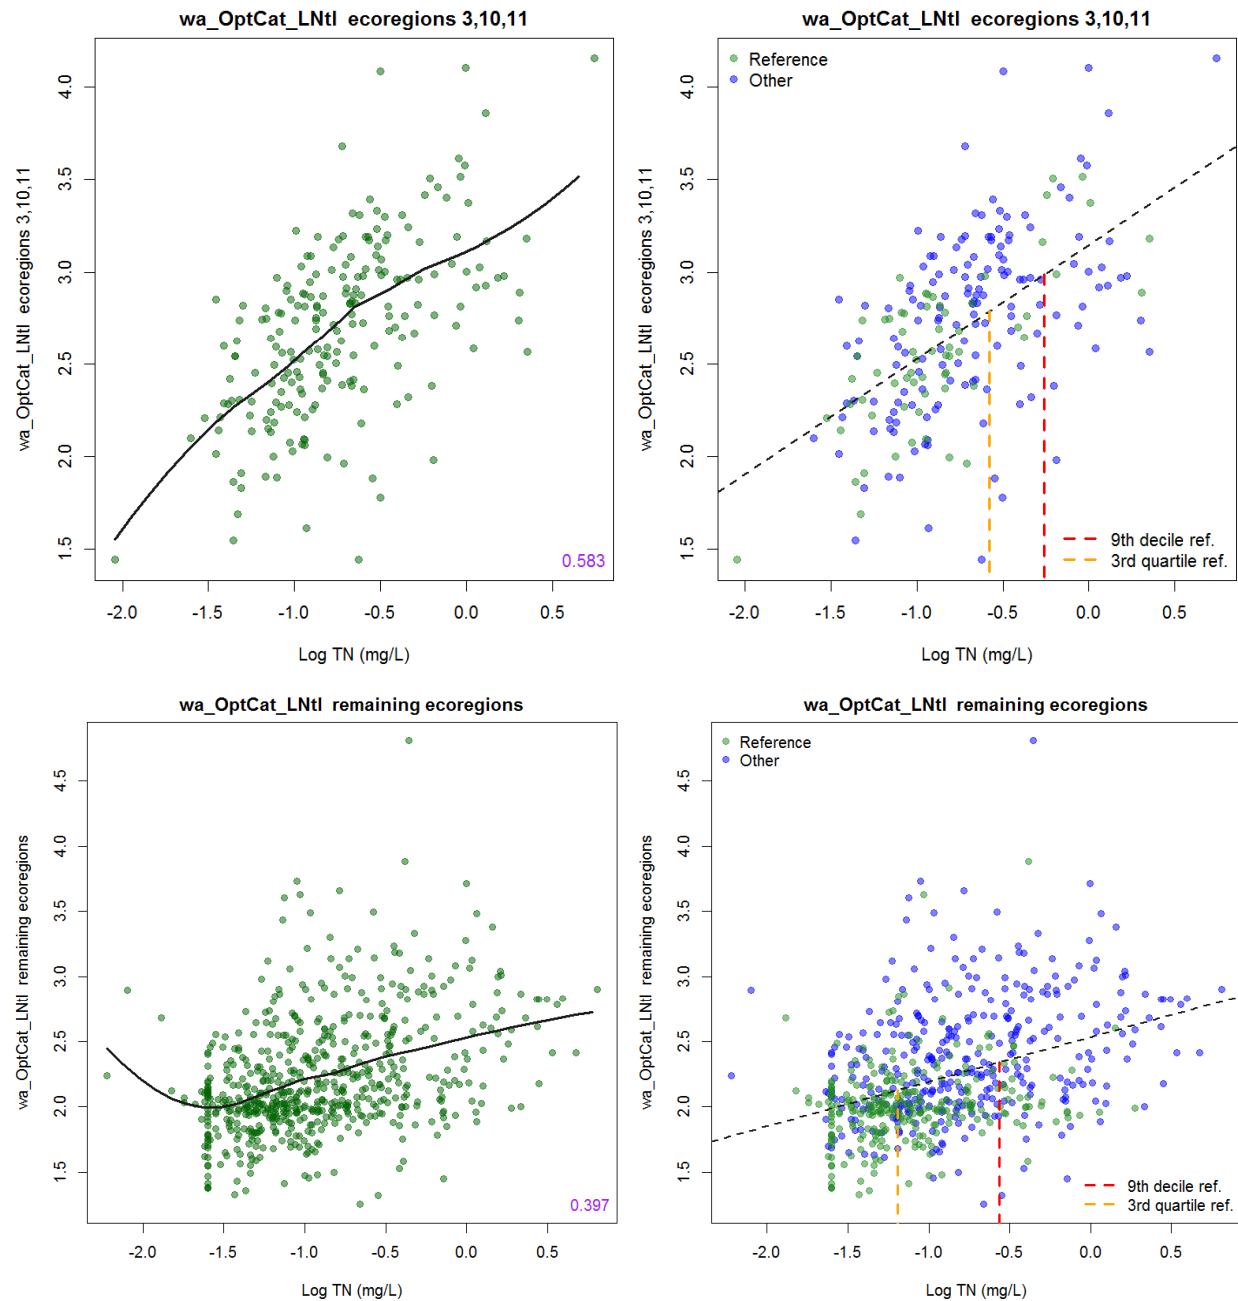 wa_OptCat_LNtl ecoregions 3,10,11
wa_OptCat_LNtl ecoregions 3,10,11
4.0
3.5
3.0
2.5
2.0
1.5
0.583
-2.0 -1.5 -1.0 -0.5 0.0 0.5
Log TN (mg/L)
wa_OptCat_LNtl ecoregions 3,10,11
wa_OptCat_LNtl ecoregions 3,10,11
Reference
Other
4.0
3.5
3.0
2.5
2.0
1.5
9th decile ref.
3rd quartile ref.
-2.0 -1.5 -1.0 -0.5 0.0 0.5
Log TN (mg/L)
wa_OptCat_LNtl remaining ecoregions
wa_OptCat_LNtl remaining ecoregions
4.5
4.0
3.5
3.0
2.5
2.0
1.5
0.397
-2.0 -1.5 -1.0 -0.5 0.0 0.5
Log TN (mg/L)
wa_OptCat_LNtl remaining ecoregions
wa_OptCat_LNtl remaining ecoregions
Reference
Other
4.5
4.0
3.5
3.0
2.5
2.0
1.5
9th decile ref.
3rd quartile ref.
-2.0 -1.5 -1.0 -0.5 0.0 0.5
Log TN (mg/L)